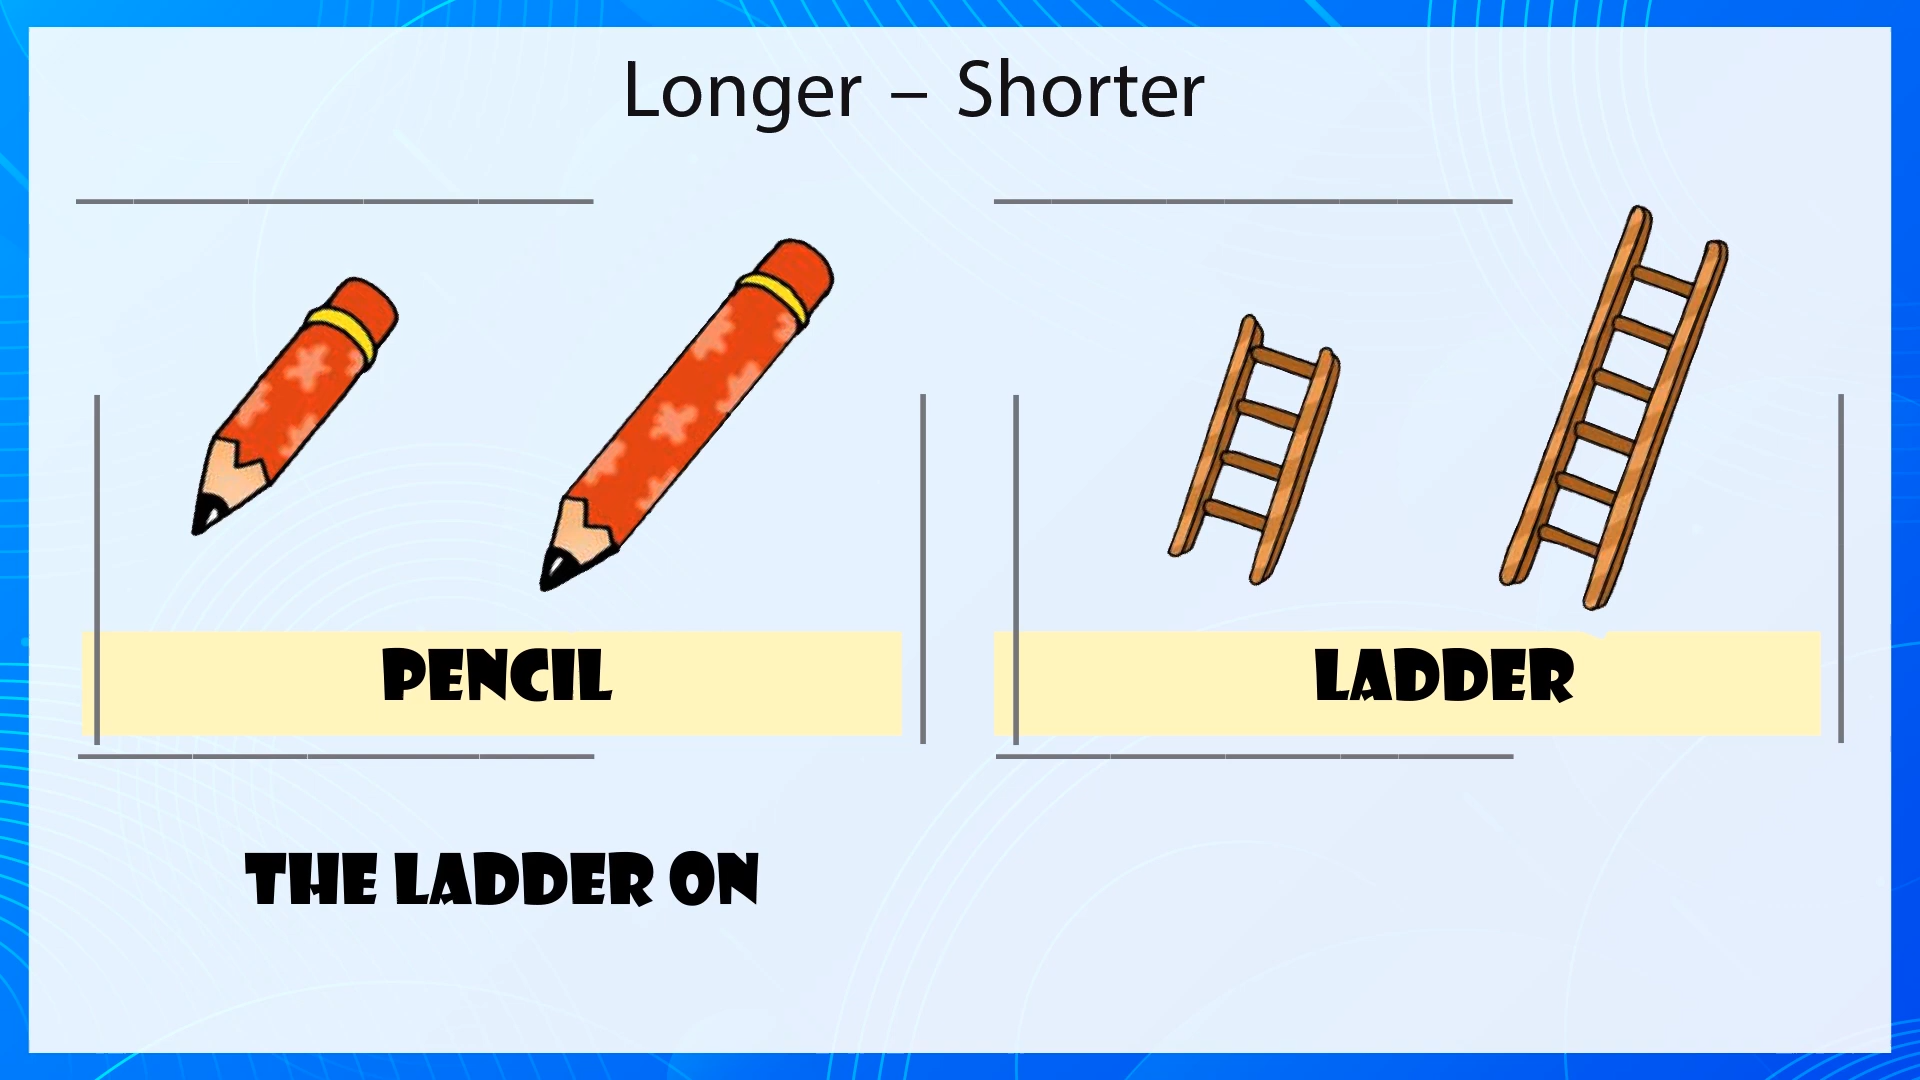 Longer – Shorter
PENCIL
LADDER
THE LADDER ON